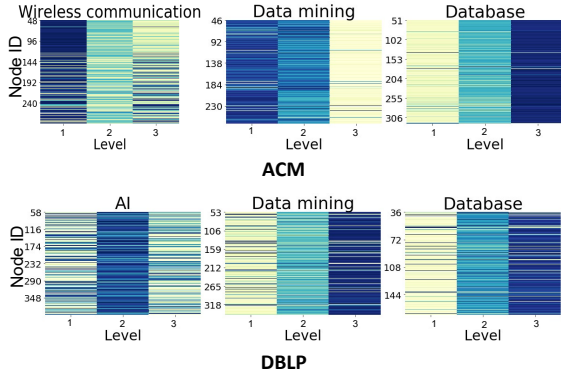 Wireless communication
Data mining
Database
Node ID
48
96
144
192
240
46
92
138
184
230
51
102
153
204
255
306
1 2 3
1 2 3
1 2 3
Level
Level
Level
ACM
AI
Data mining
Database
Node ID
58
116
174
232
290
348
53
106
159
212
265
318
36
72
108
144
1 2 3
1 2 3
1 2 3
Level
Level
Level
DBLP